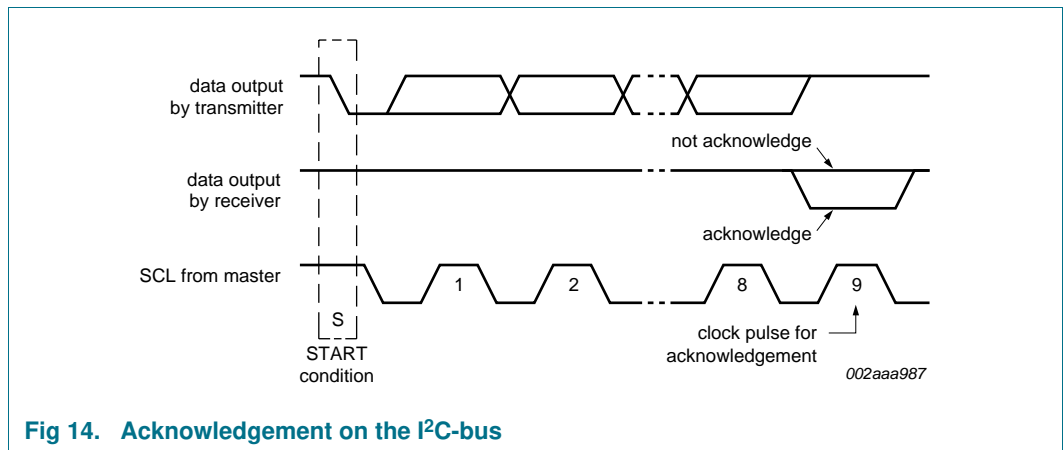 data output
by transmitter
not acknowledge
data output
by receiver
acknowledge
SCL from master
1
2
8
9
S
START
condition
clock pulse for
acknowledgement
002aaa987
Fig 14. Acknowledgement on the I²C-bus